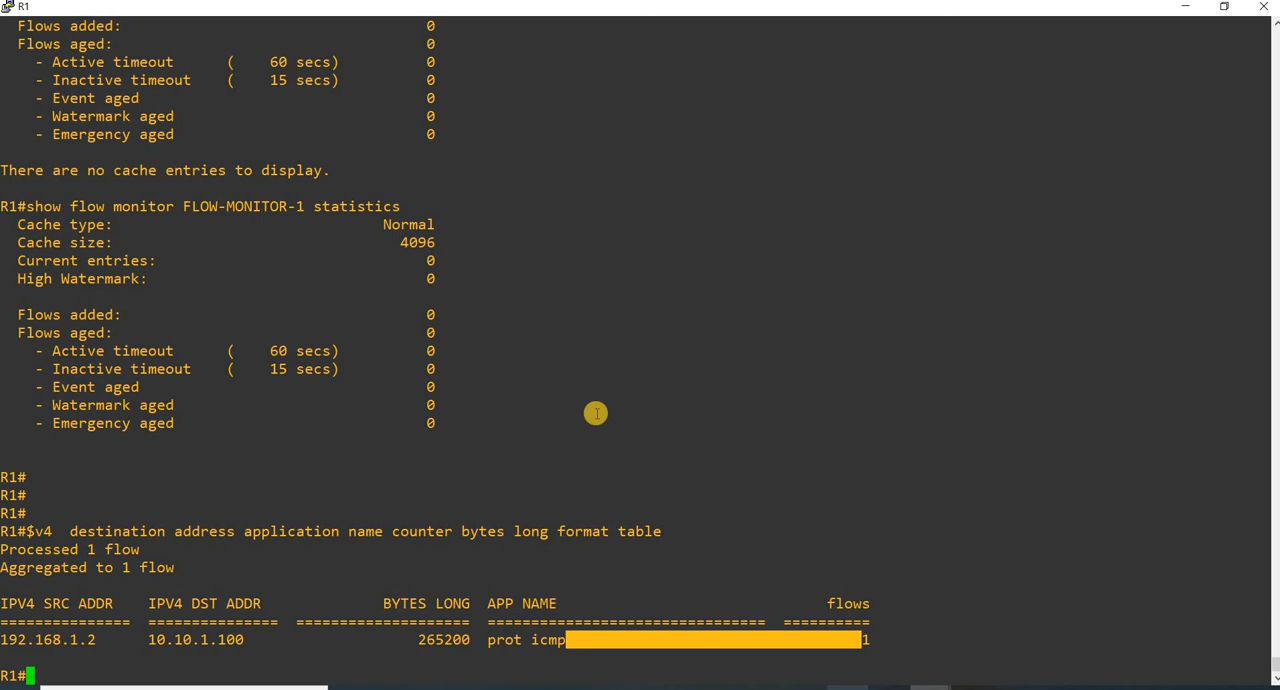 R1
Flows added: 0
Flows aged: 0
- Active timeout ( 60 secs) 0
- Inactive timeout ( 15 secs) 0
- Event aged 0
- Watermark aged 0
- Emergency aged 0
There are no cache entries to display.
R1#show flow monitor FLOW-MONITOR-1 statistics
Cache type: Normal
Cache size: 4096
Current entries: 0
High Watermark: 0
Flows added: 0
Flows aged: 0
- Active timeout ( 60 secs) 0
- Inactive timeout ( 15 secs) 0
- Event aged 0
- Watermark aged 0
- Emergency aged 0
R1#
R1#
R1#
R1#$v4  destination address application name counter bytes long format table
Processed 1 flow
Aggregated to 1 flow
IPV4 SRC ADDR IPV4 DST ADDR BYTES LONG APP NAME flows
=============== =============== ==================== ================================ ==========
192.168.1.2 10.10.1.100 265200 prot icmp 1
R1#